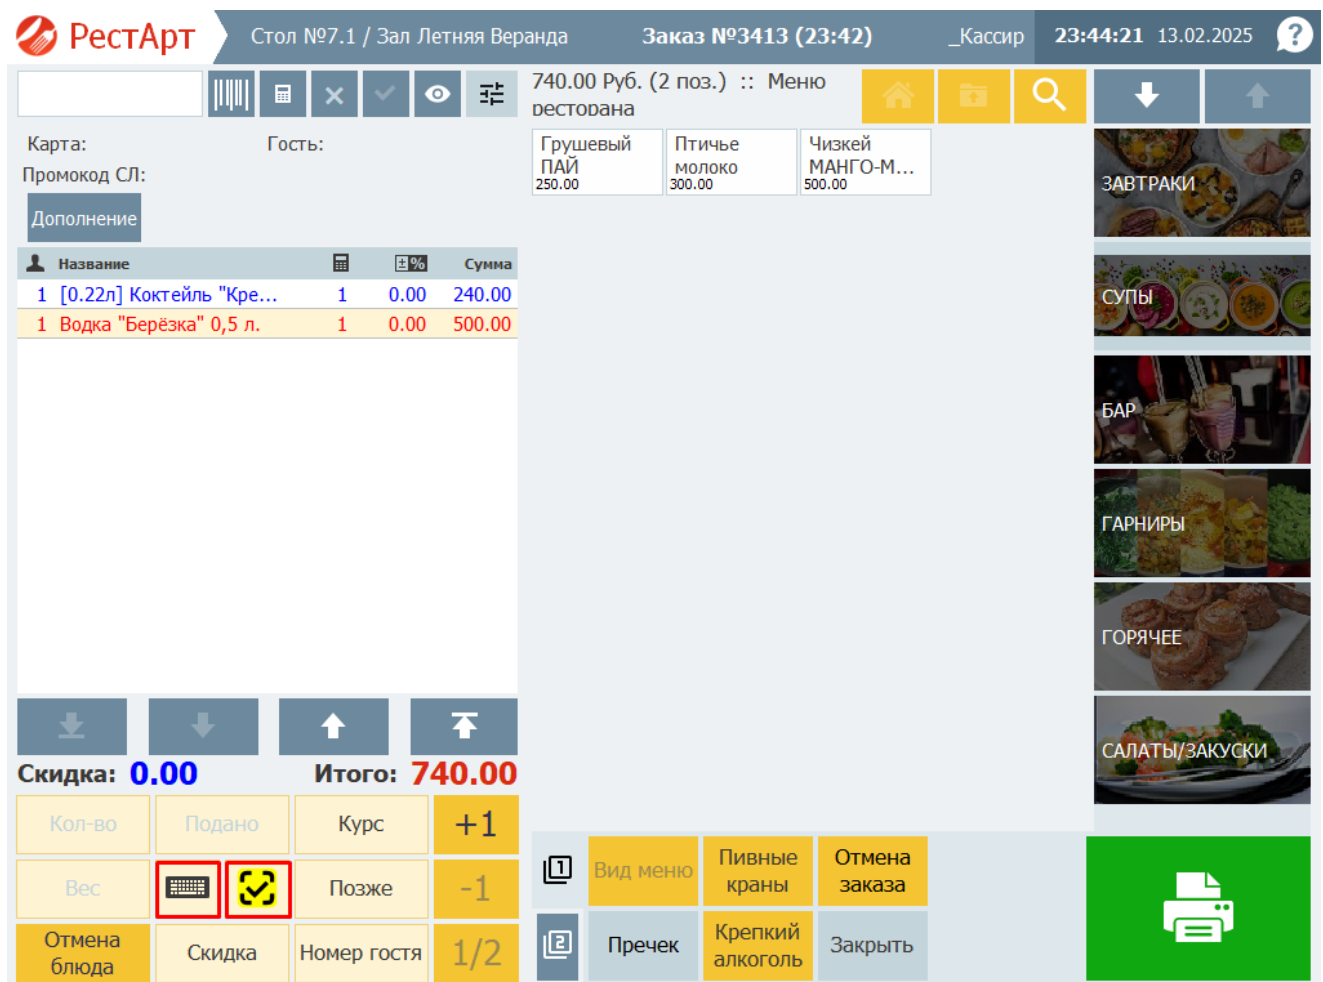 РестАрт
Стол №7.1 / Зал Летняя Веранда
Заказ №3413 (23:42)
_Кассир
23:44:21 13.02.2025
?
740.00 Руб. (2 поз.) :: Меню
ресторана
Карта:
Гость:
Промокод СЛ:
Дополнение
Название ±% Сумма
1 [0.22л] Коктейль "Кре... 1 0.00 240.00
1 Водка "Берёзка" 0,5 л. 1 0.00 500.00
Грушевый
ПАЙ
250.00
Птичье
молоко
300.00
Чизкей
МАНГО-М...
500.00
ЗАВТРАКИ
СУПЫ
БАР
ГАРНИРЫ
ГОРЯЧЕЕ
САЛАТЫ/ЗАКУСКИ
Скидка: 0.00
Итого: 740.00
Кол-во
Подано
Курс
+1
Вес
Позже
-1
Отмена
блюда
Скидка
Номер гостя
1/2
1
Вид меню
Пивные
краны
Отмена
заказа
2
Пречек
Крепкий
алкоголь
Закрыть